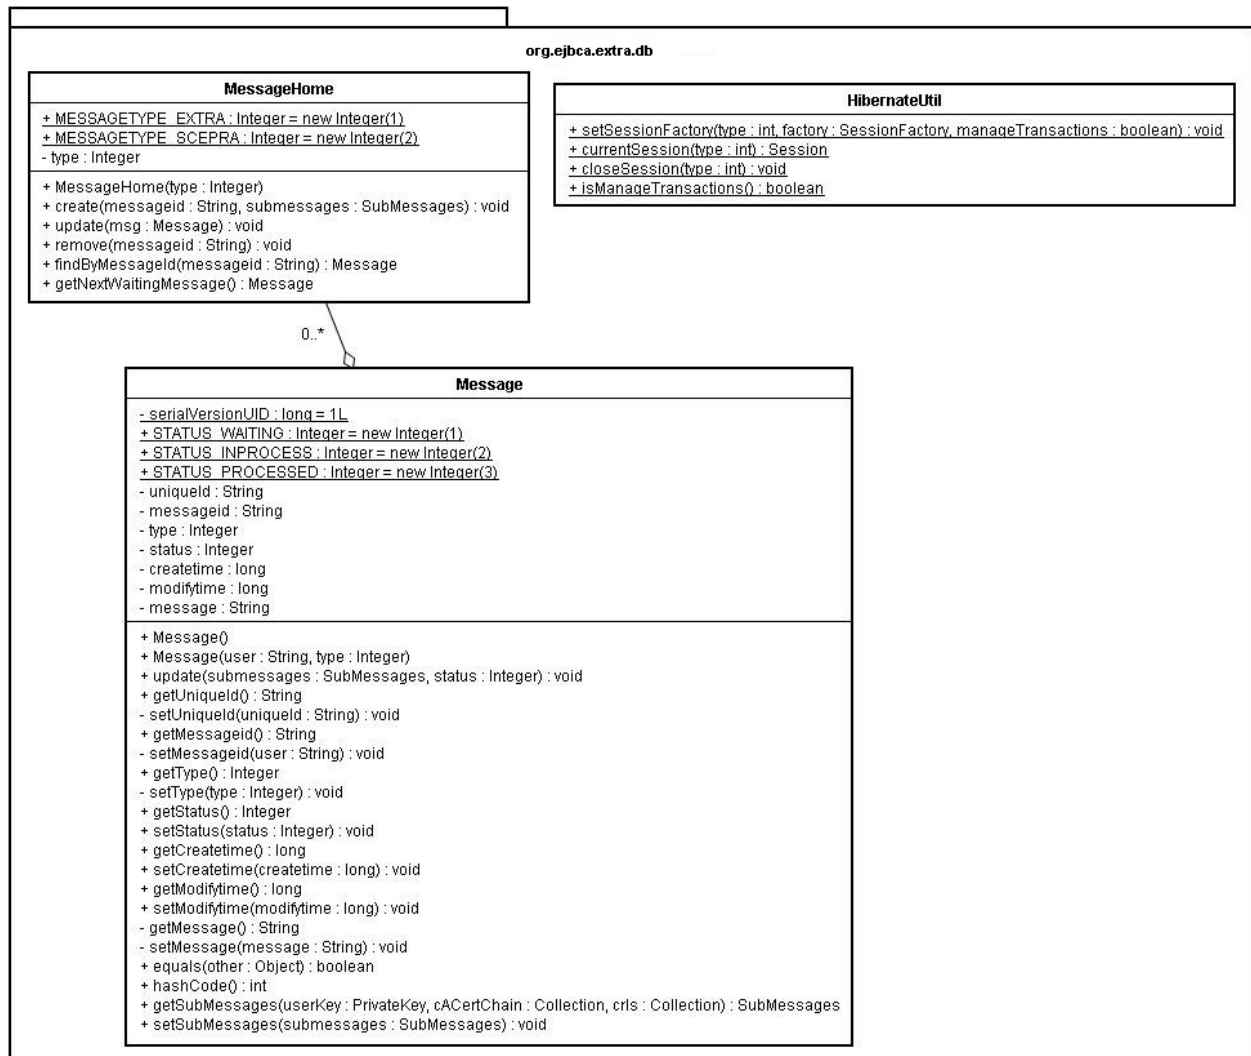 org.ejbca.extra.db
MessageHome
+ MESSAGETYPE_EXTRA : Integer = new Integer(1)
+ MESSAGETYPE_SCEPRA : Integer = new Integer(2)
- type : Integer
+ MessageHome(type : Integer)
+ create(messageid : String, submessages : SubMessages) : void
+ update(msg : Message) : void
+ remove(messageid : String) : void
+ findByMessageId(messageid : String) : Message
+ getNextWaitingMessage() : Message
HibernateUtil
+ setSessionFactory(type : int, factory : SessionFactory, manageTransactions : boolean) : void
+ currentSession(type : int) : Session
+ closeSession(type : int) : void
+ isManageTransactions() : boolean
0..*
Message
- serialVersionUID : long = 1L
+ STATUS_WAITING : Integer = new Integer(1)
+ STATUS_INPROCESS : Integer = new Integer(2)
+ STATUS_PROCESSED : Integer = new Integer(3)
- uniqueId : String
- messageid : String
- type : Integer
- status : Integer
- createtime : long
- modifytime : long
- message : String
+ Message()
+ Message(user : String, type : Integer)
+ update(submessages : SubMessages, status : Integer) : void
+ getUniqueId() : String
- setUniqueId(uniqueId : String) : void
+ getMessageid() : String
- setMessageid(user : String) : void
+ getType() : Integer
- setType(type : Integer) : void
+ getStatus() : Integer
+ setStatus(status : Integer) : void
+ getCreatetime() : long
+ setCreatetime(createtime : long) : void
+ getModifytime() : long
+ setModifytime(modifytime : long) : void
- getMessage() : String
- setMessage(message : String) : void
+ equals(other : Object) : boolean
+ hashCode() : int
+ getSubMessages(userKey : PrivateKey, cACertChain : Collection, crls : Collection) : SubMessages
+ setSubMessages(submessages : SubMessages) : void